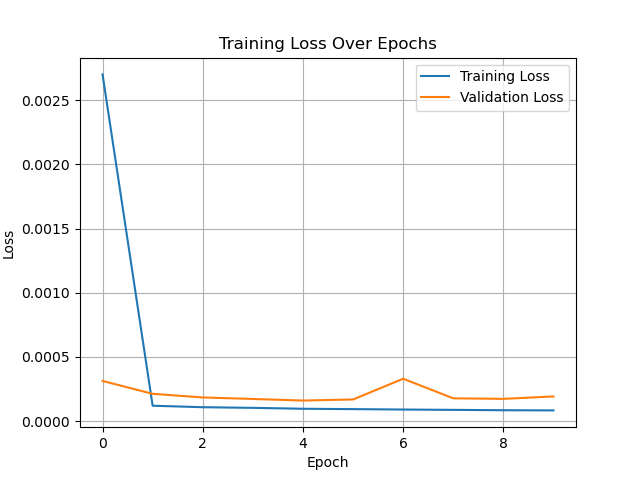 Training Loss Over Epochs
Training Loss
Validation Loss
0.0025
0.0020
0.0015
0.0010
0.0005
0.0000
Loss
0 2 4 6 8
Epoch